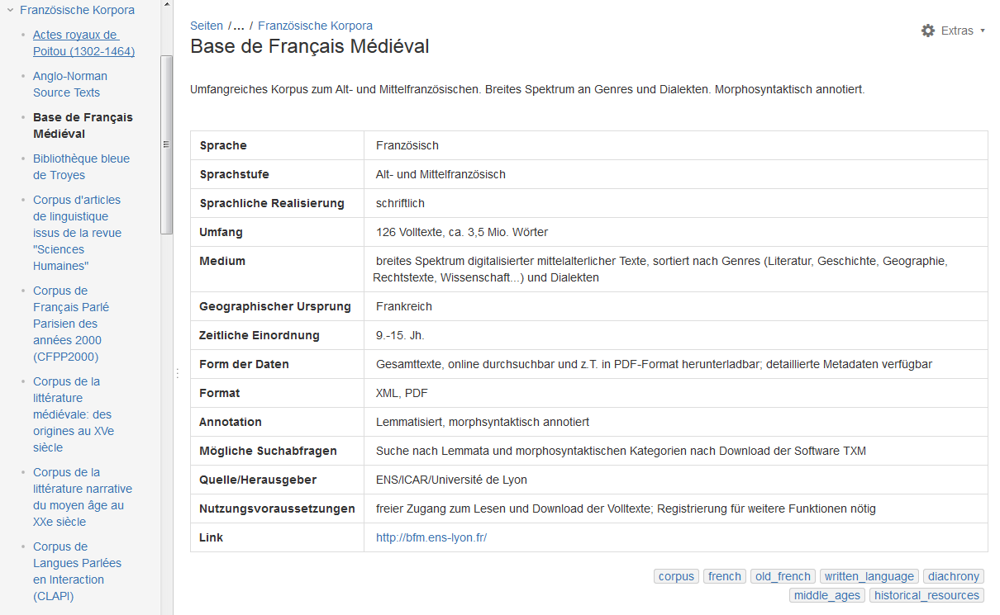 Französische Korpora
Actes royaux de
Poitou (1302-1464)
Anglo-Norman
Source Texts
Base de Français
Médiéval
Bibliothèque bleue
de Troyes
Corpus d'articles
de linguistique
issus de la revue
"Sciences
Humaines"
Corpus de
Français Parlé
Parisien des
années 2000
(CFPP2000)
Corpus de la
littérature
médiévale: des
origines au XVe
siècle
Corpus de la
littérature narrative
du moyen âge au
XXe siècle
Corpus de
Langues Parlées
en Interaction
(CLAPI)
Seiten /... / Französische Korpora
Extras
Base de Français Médiéval
Umfangreiches Korpus zum Alt- und Mittelfranzösischen. Breites Spektrum an Genres und Dialekten. Morphosyntaktisch annotiert.
Sprache Französisch
Sprachstufe Alt- und Mittelfranzösisch
Sprachliche Realisierung schriftlich
Umfang 126 Volltexte, ca. 3,5 Mio. Wörter
Medium breites Spektrum digitalisierter mittelalterlicher Texte, sortiert nach Genres (Literatur, Geschichte, Geographie,
Rechtstexte, Wissenschaft...) und Dialekten
Geographischer Ursprung Frankreich
Zeitliche Einordnung 9.-15. Jh.
Form der Daten Gesamttexte, online durchsuchbar und z.T. in PDF-Format herunterladbar; detaillierte Metadaten verfügbar
Format XML, PDF
Annotation Lemmatisiert, morphsyntaktisch annotiert
Mögliche Suchabfragen Suche nach Lemmata und morphosyntaktischen Kategorien nach Download der Software TXM
Quelle/Herausgeber ENS/ICAR/Université de Lyon
Nutzungsvoraussetzungen freier Zugang zum Lesen und Download der Volltexte; Registrierung für weitere Funktionen nötig
Link http://bfm.ens-lyon.fr/
corpus french old_french written_language diachrony
middle_ages historical_resources